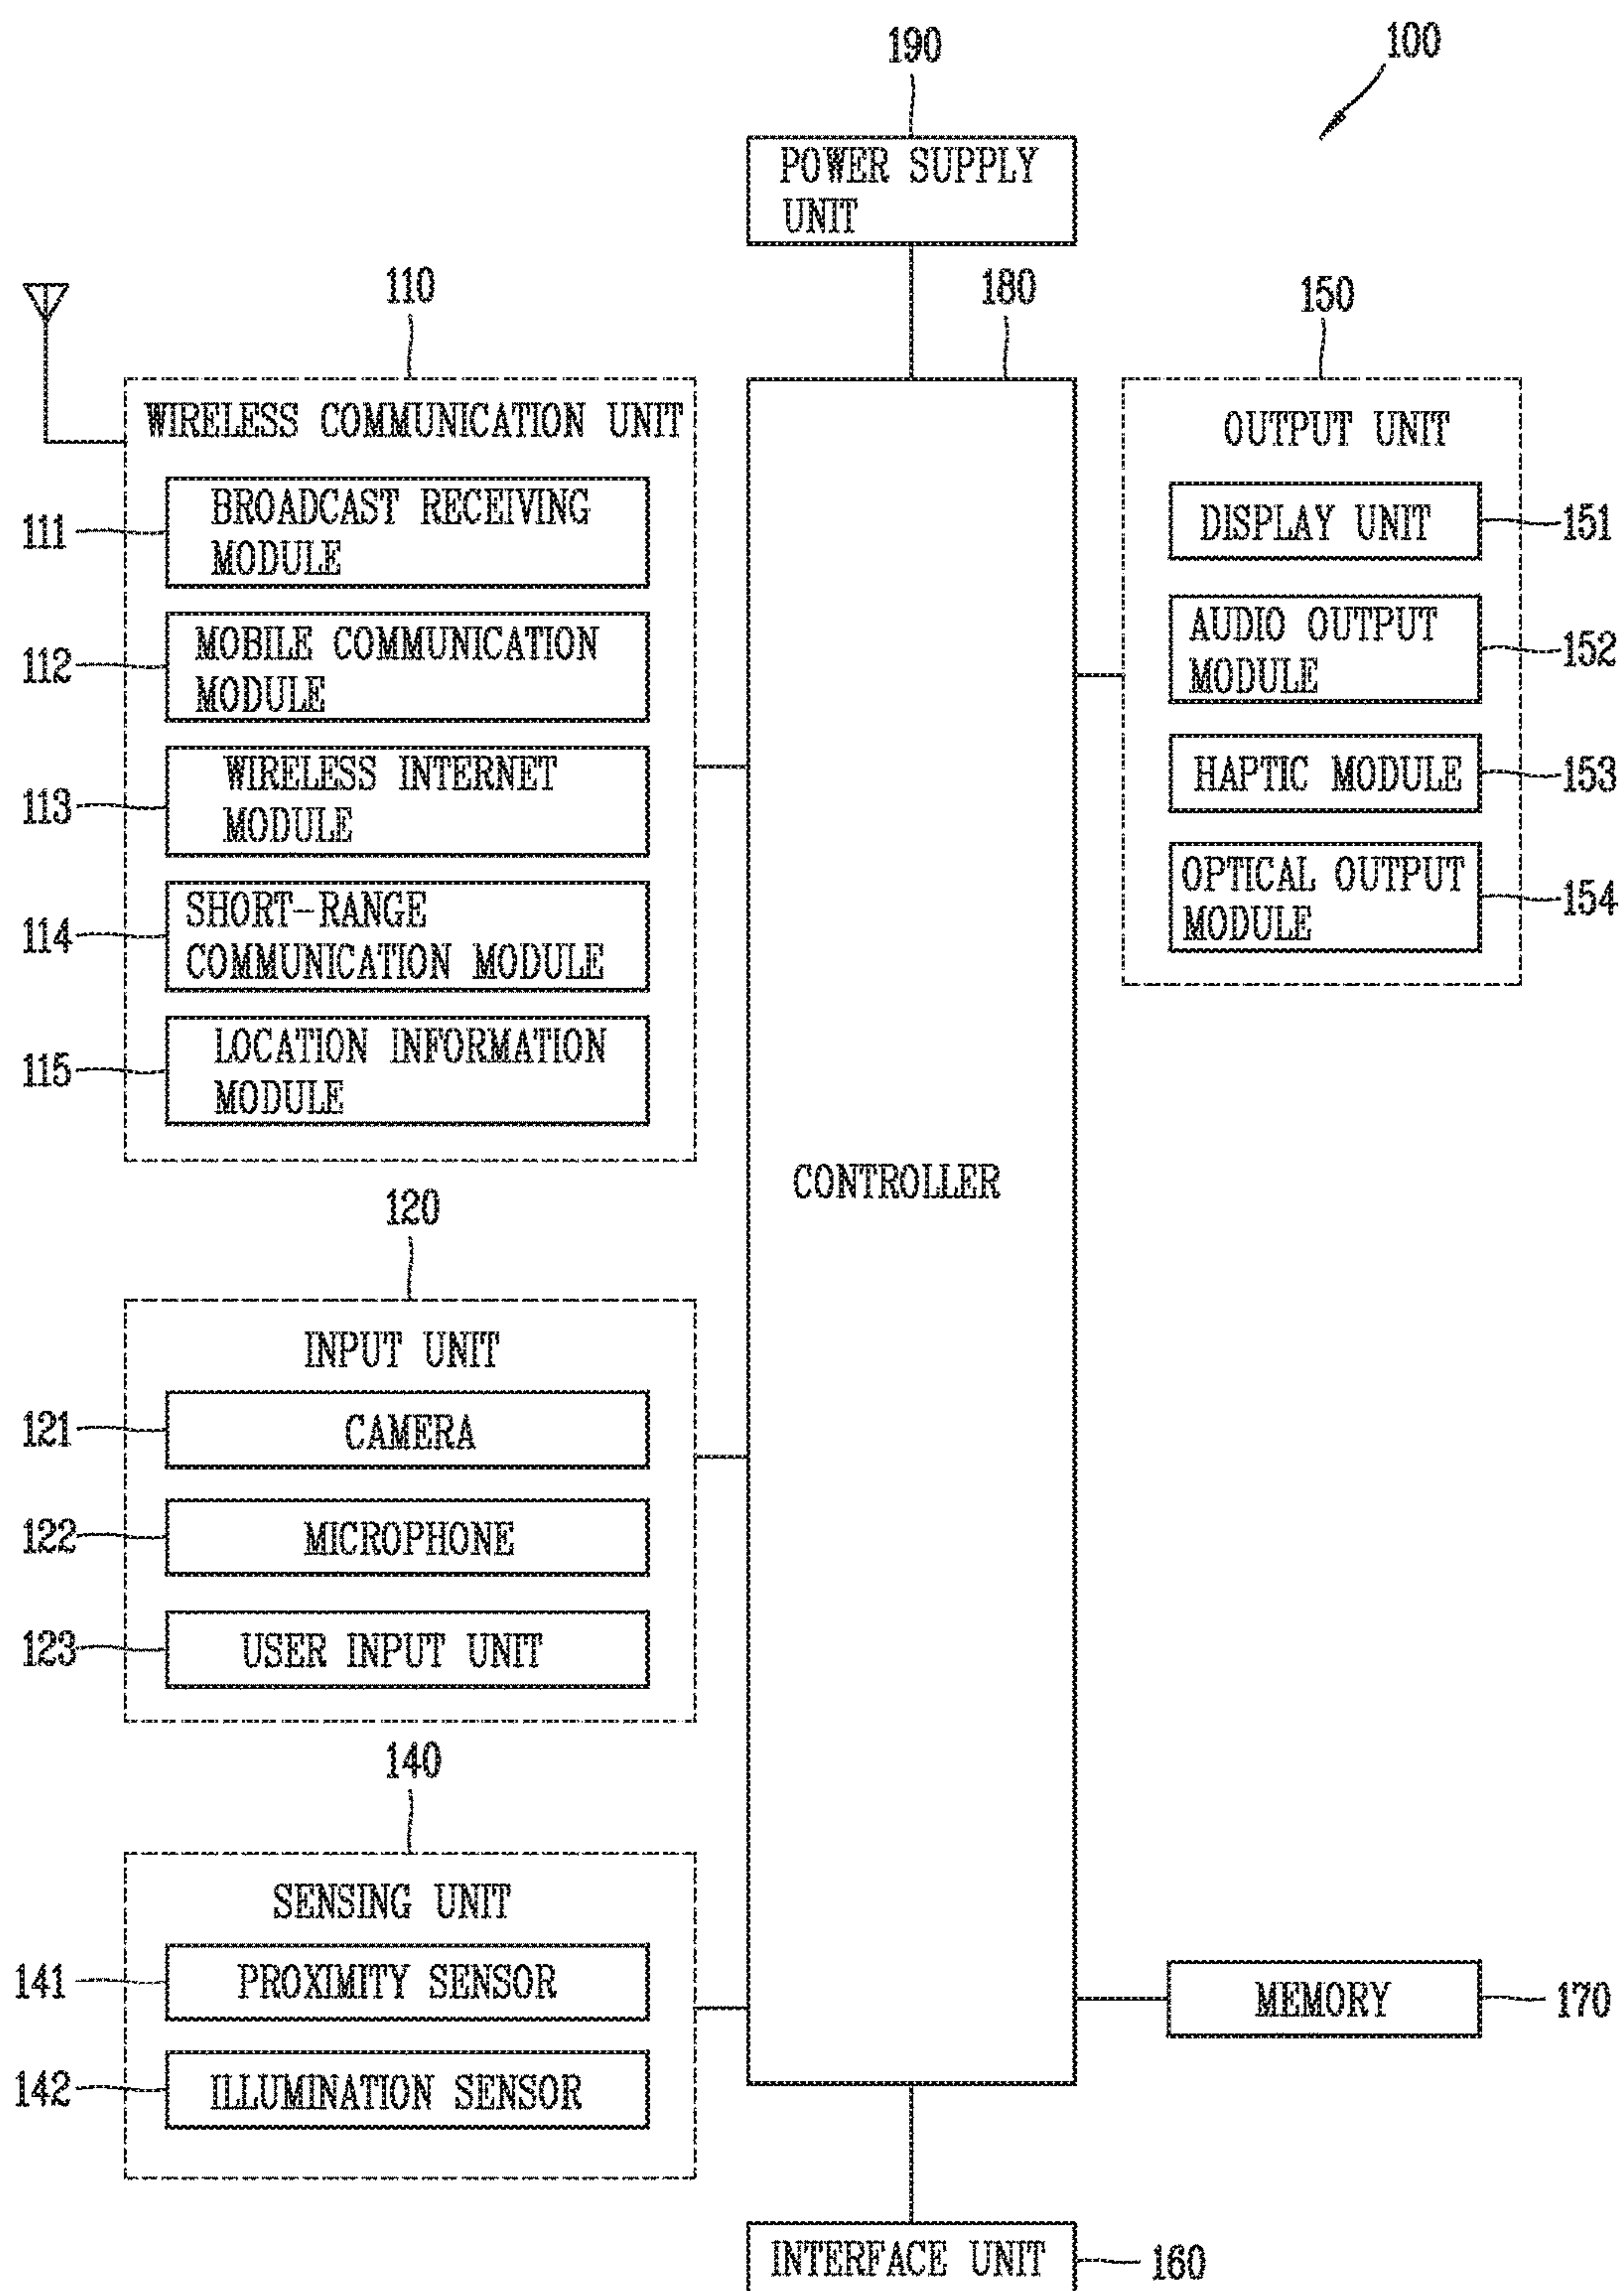 190
100
POWER SUPPLY
UNIT
110
180
150
WIRELESS COMMUNICATION UNIT
111
BROADCAST RECEIVING
MODULE
112
MOBILE COMMUNICATION
MODULE
113
WIRELESS INTERNET
MODULE
114
SHORT-RANGE
COMMUNICATION MODULE
115
LOCATION INFORMATION
MODULE
120
INPUT UNIT
121
CAMERA
122
MICROPHONE
123
USER INPUT UNIT
140
SENSING UNIT
141
PROXIMITY SENSOR
142
ILLUMINATION SENSOR
CONTROLLER
OUTPUT UNIT
DISPLAY UNIT
151
AUDIO OUTPUT
MODULE
152
HAPTIC MODULE
153
OPTICAL OUTPUT
MODULE
154
MEMORY
170
INTERFACE UNIT
160